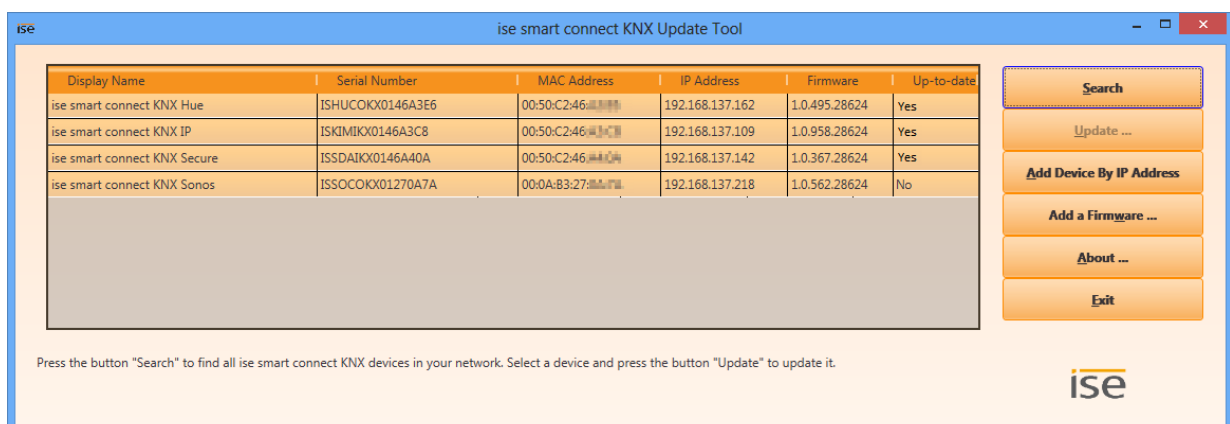 ise ise smart connect KNX Update Tool
Display Name Serial Number MAC Address IP Address Firmware Up-to-date
ise smart connect KNX Hue ISHUCOKX0146A3E6 00:50:C2:46: 192.168.137.162 1.0.495.28624 Yes
ise smart connect KNX IP ISKIMIKX0146A3C8 00:50:C2:46: 192.168.137.109 1.0.958.28624 Yes
ise smart connect KNX Secure ISSDAIKX0146A40A 00:50:C2:46: 192.168.137.142 1.0.367.28624 Yes
ise smart connect KNX Sonos ISSOCOKX01270A7A 00:0A:B3:27: 192.168.137.218 1.0.562.28624 No
Search
Update ...
Add Device By IP Address
Add a Firmware ...
About ...
Exit
Press the button "Search" to find all ise smart connect KNX devices in your network. Select a device and press the button "Update" to update it.
ise